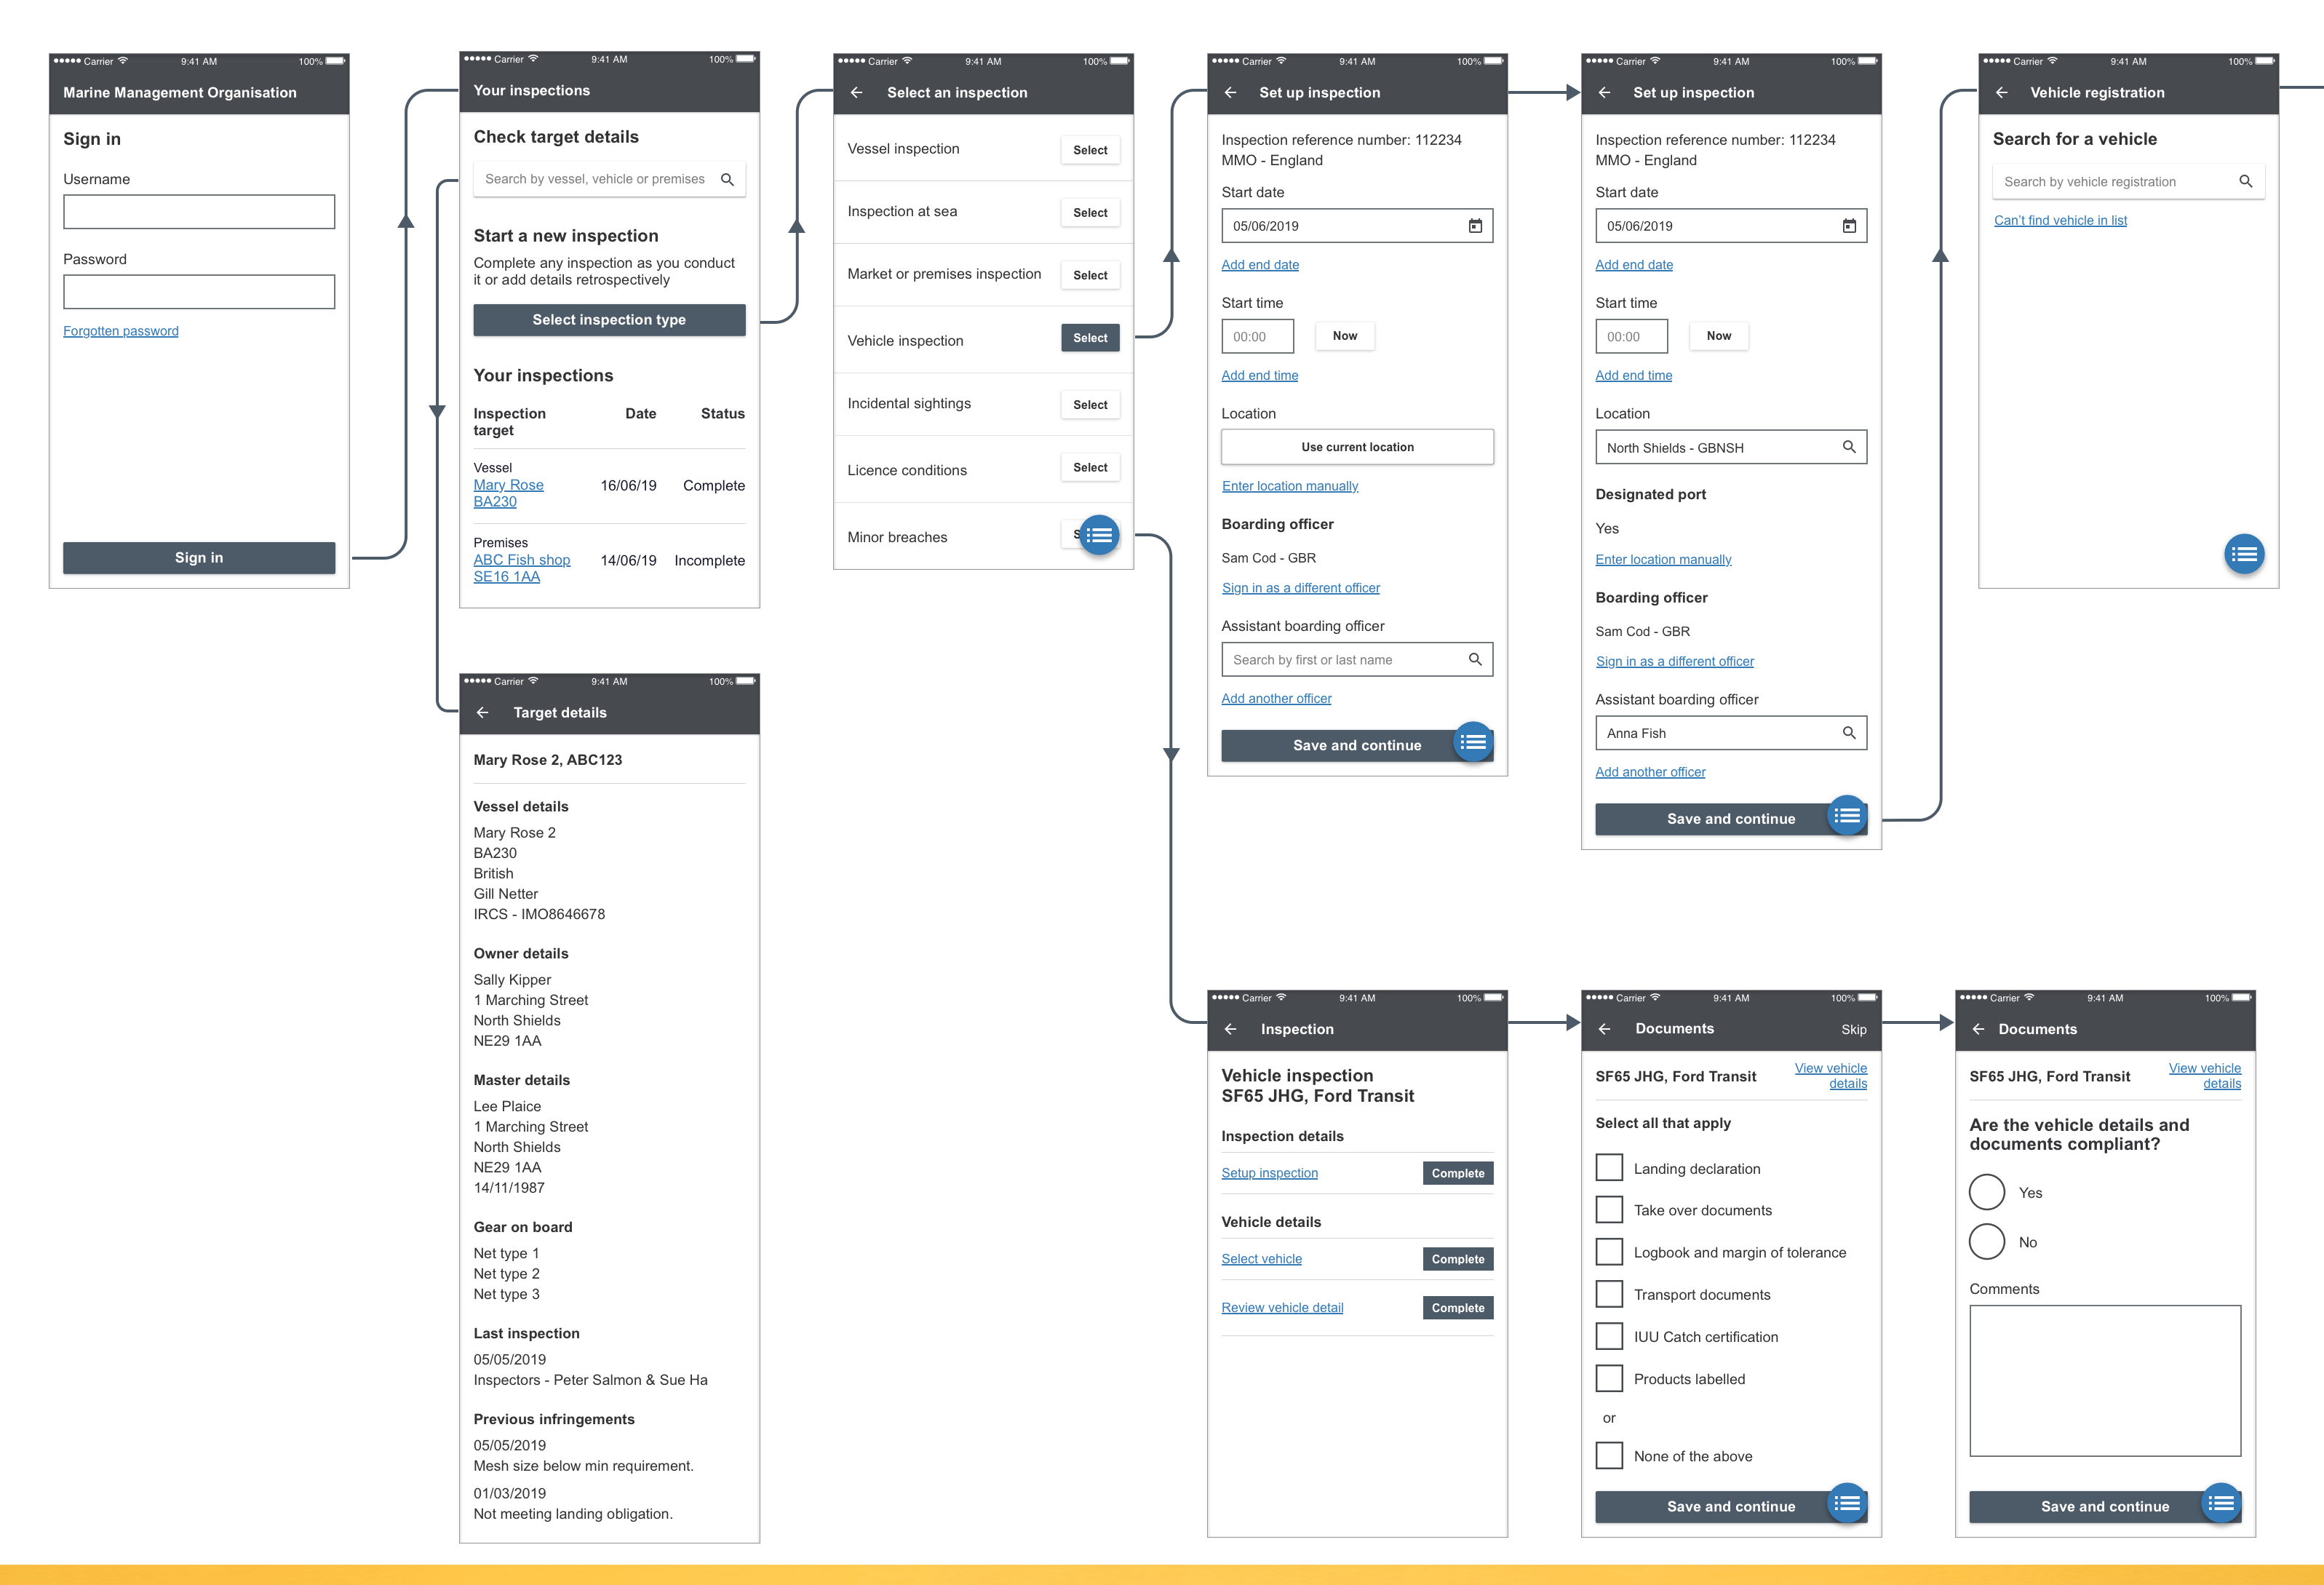 Carrier 9:41 AM 100%
Marine Management Organisation
Sign in
Username
Password
Forgotten password
Sign in
Carrier 9:41 AM 100%
Your inspections
Check target details
Search by vessel, vehicle or premises
Start a new inspection
Complete any inspection as you conduct
it or add details retrospectively
Select inspection type
Your inspections
Inspection Date Status
target
Vessel
Mary Rose 16/06/19 Complete
BA230
Premises
ABC Fish shop 14/06/19 Incomplete
SE16 1AA
Carrier 9:41 AM 100%
Target details
Mary Rose 2, ABC123
Vessel details
Mary Rose 2
BA230
British
Gill Netter
IRCS - IMO8646678
Owner details
Sally Kipper
1 Marching Street
North Shields
NE29 1AA
Master details
Lee Plaice
1 Marching Street
North Shields
NE29 1AA
14/11/1987
Gear on board
Net type 1
Net type 2
Net type 3
Last inspection
05/05/2019
Inspectors - Peter Salmon & Sue Ha
Previous infringements
05/05/2019
Mesh size below min requirement.
01/03/2019
Not meeting landing obligation.
Carrier 9:41 AM 100%
Select an inspection
Vessel inspection Select
Inspection at sea Select
Market or premises inspection Select
Vehicle inspection Select
Incidental sightings Select
Licence conditions Select
Minor breaches
Carrier 9:41 AM 100%
Set up inspection
Inspection reference number: 112234
MMO - England
Start date
05/06/2019
Add end date
Start time
00:00 Now
Add end time
Location
Use current location
Enter location manually
Boarding officer
Sam Cod - GBR
Sign in as a different officer
Assistant boarding officer
Search by first or last name
Add another officer
Save and continue
Carrier 9:41 AM 100%
Set up inspection
Inspection reference number: 112234
MMO - England
Start date
05/06/2019
Add end date
Start time
00:00 Now
Add end time
Location
North Shields - GBNSH
Designated port
Yes
Enter location manually
Boarding officer
Sam Cod - GBR
Sign in as a different officer
Assistant boarding officer
Anna Fish
Add another officer
Save and continue
Carrier 9:41 AM 100%
Vehicle registration
Search for a vehicle
Search by vehicle registration
Can't find vehicle in list
Carrier 9:41 AM 100%
Inspection
Vehicle inspection
SF65 JHG, Ford Transit
Inspection details
Setup inspection Complete
Vehicle details
Select vehicle Complete
Review vehicle detail Complete
Carrier 9:41 AM 100%
Documents Skip
SF65 JHG, Ford Transit View vehicle
details
Select all that apply
Landing declaration
Take over documents
Logbook and margin of tolerance
Transport documents
IUU Catch certification
Products labelled
or
None of the above
Save and continue
Carrier 9:41 AM 100%
Documents
SF65 JHG, Ford Transit View vehicle
details
Are the vehicle details and
documents compliant?
Yes
No
Comments
Save and continue